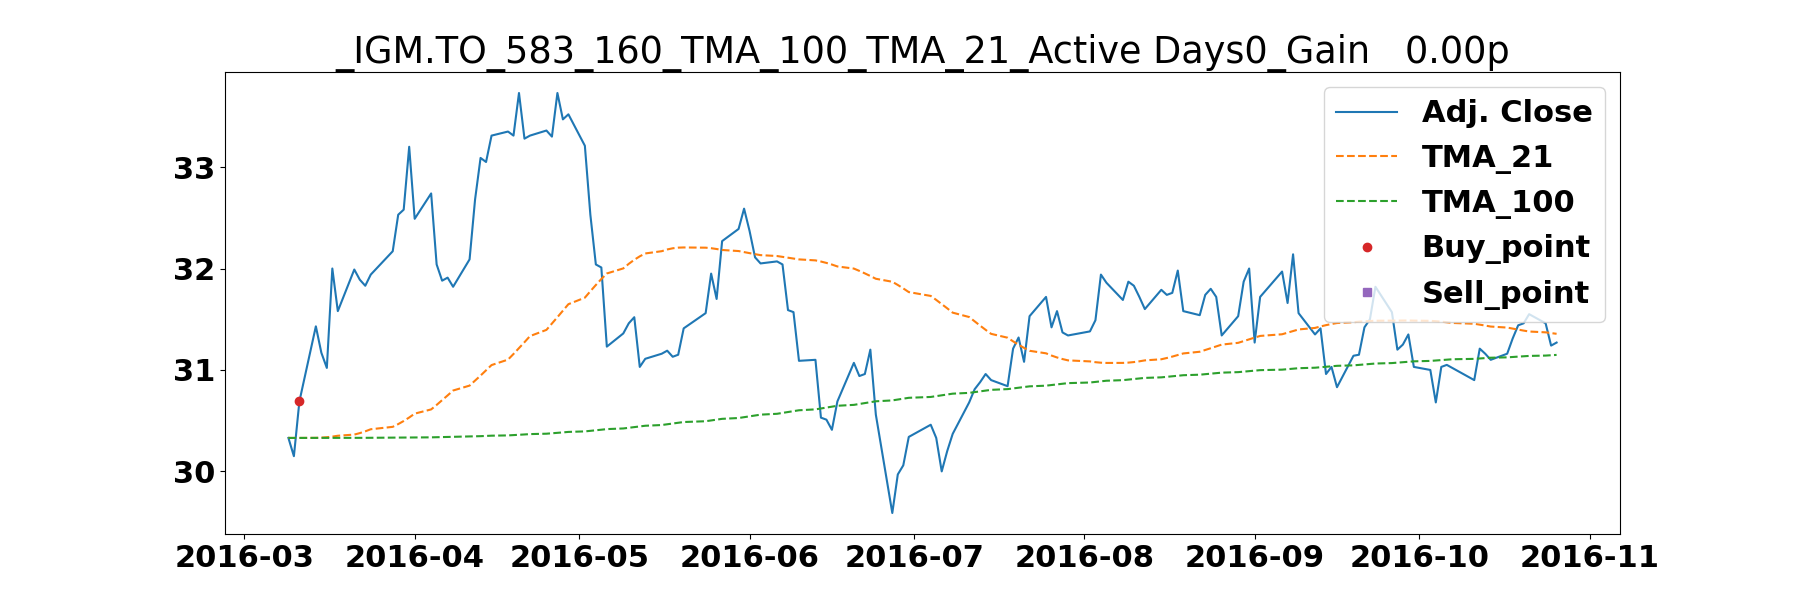 _IGM.TO_583_160_TMA_100_TMA_21_Active Days0_Gain   0.00p
Adj. Close
TMA_21
TMA_100
Buy_point
Sell_point
33
32
31
30
2016-03 2016-04 2016-05 2016-06 2016-07 2016-08 2016-09 2016-10 2016-11